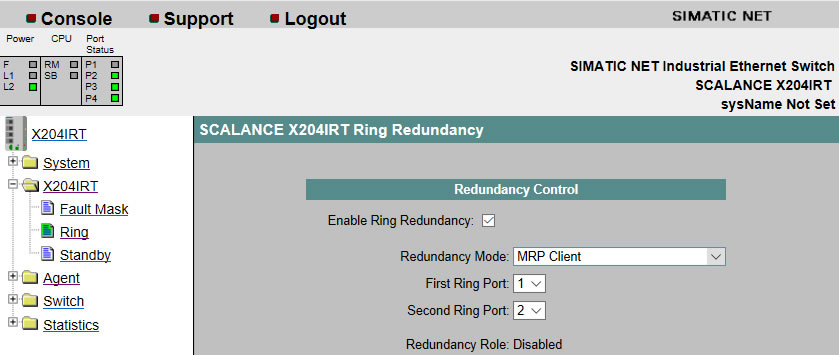 Console Support Logout SIMATIC NET
Power CPU Port Status
F RM P1
L1 SB P2
L2 P3
P4
SIMATIC NET Industrial Ethernet Switch
SCALANCE X204IRT
sysName Not Set
X204IRT
System
X204IRT
Fault Mask
Ring
Standby
Agent
Switch
Statistics
SCALANCE X204IRT Ring Redundancy
Redundancy Control
Enable Ring Redundancy:
Redundancy Mode: MRP Client
First Ring Port: 1
Second Ring Port: 2
Redundancy Role: Disabled